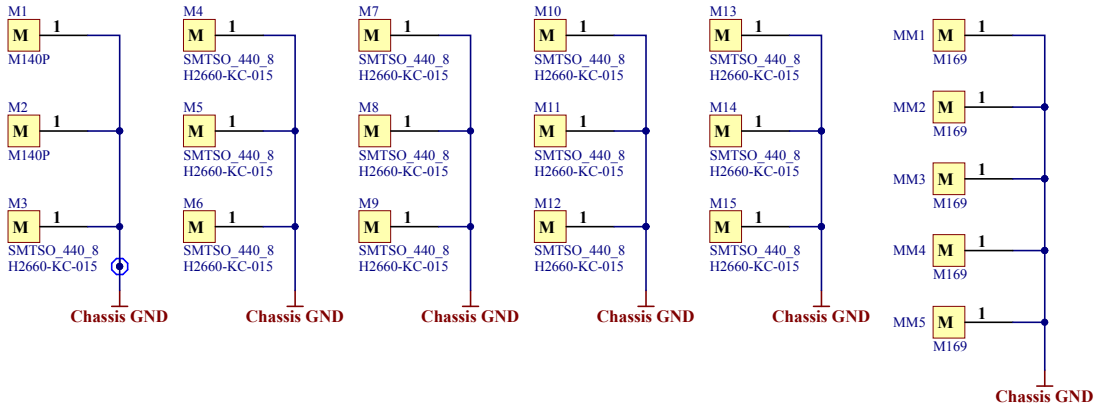 M1
M 1
M140P
M2
M 1
M140P
M3
M 1
SMTSO_440_8
H2660-KC-015
Chassis GND
M4
M 1
SMTSO_440_8
H2660-KC-015
M5
M 1
SMTSO_440_8
H2660-KC-015
M6
M 1
SMTSO_440_8
H2660-KC-015
Chassis GND
M7
M 1
SMTSO_440_8
H2660-KC-015
M8
M 1
SMTSO_440_8
H2660-KC-015
M9
M 1
SMTSO_440_8
H2660-KC-015
Chassis GND
M10
M 1
SMTSO_440_8
H2660-KC-015
M11
M 1
SMTSO_440_8
H2660-KC-015
M12
M 1
SMTSO_440_8
H2660-KC-015
Chassis GND
M13
M 1
SMTSO_440_8
H2660-KC-015
M14
M 1
SMTSO_440_8
H2660-KC-015
M15
M 1
SMTSO_440_8
H2660-KC-015
Chassis GND
MM1 M 1
M169
MM2 M 1
M169
MM3 M 1
M169
MM4 M 1
M169
MM5 M 1
M169
Chassis GND